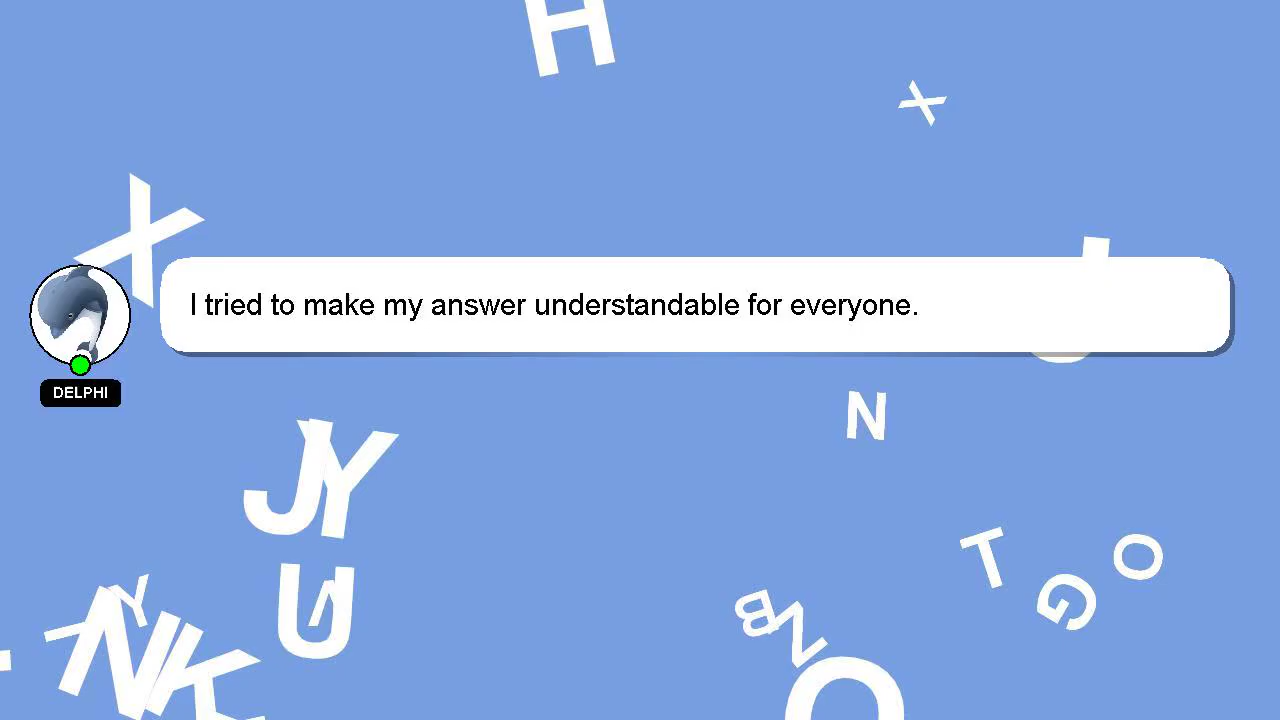 H
X
X
I tried to make my answer understandable for everyone.
DELPHI
N
J
Y
T
O
U
G
Y
B
N
Z
K
O